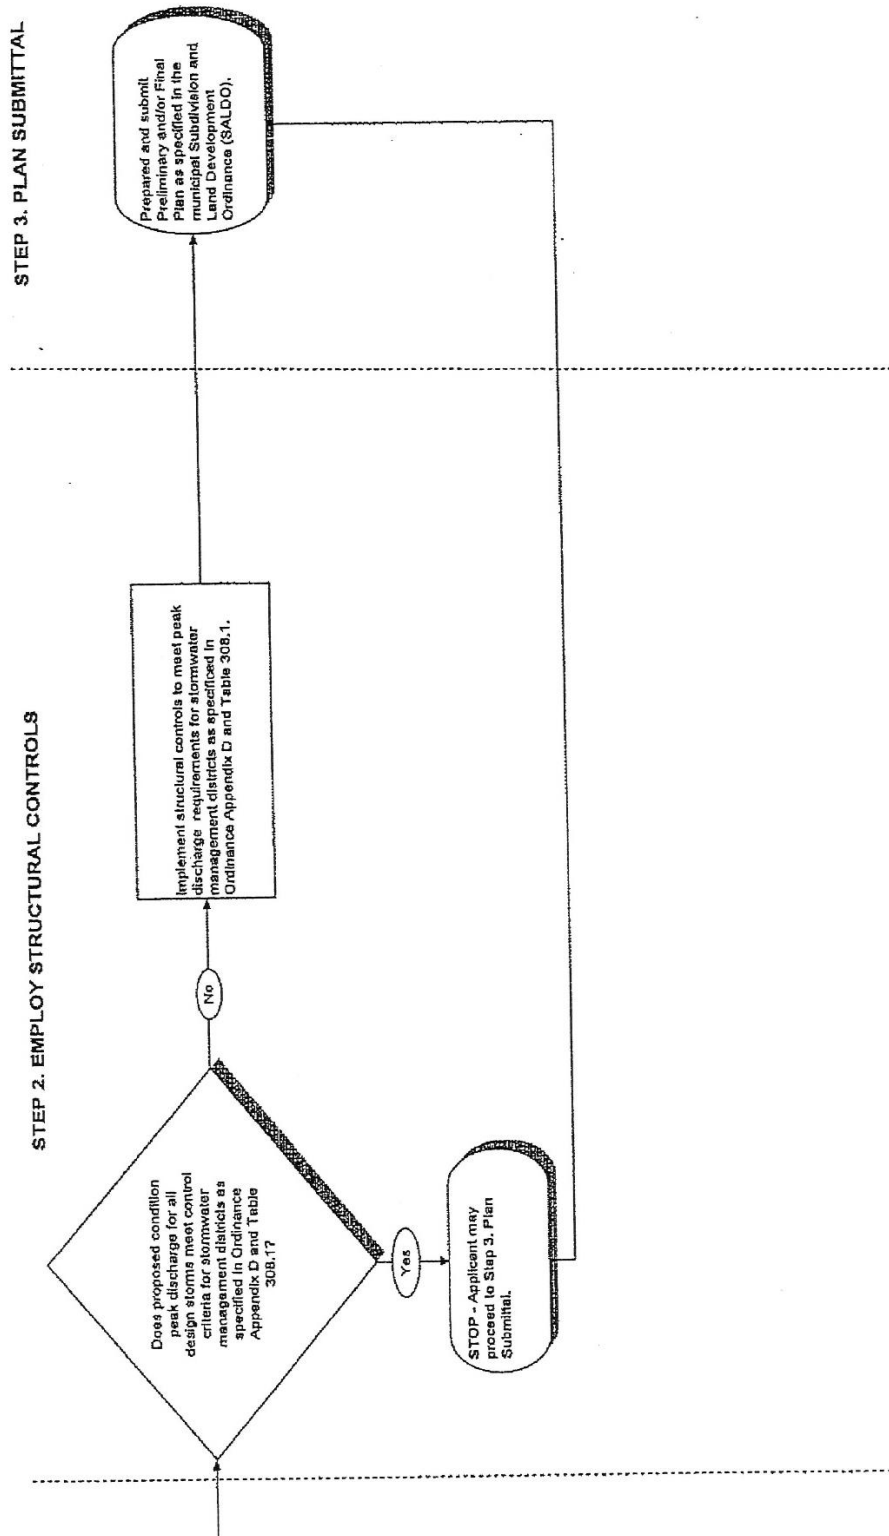 STEP 2. EMPLOY STRUCTURAL CONTROLS
Does proposed condition
peak discharge for all
design storms meet control
criteria for stormwater
management districts as
specified in Ordinance
Appendix D and Table
308.1?
No
Implement structural controls to meet peak
discharge requirements for stormwater
management districts as specificed in
Ordinance Appendix D and Table 308.1.
Yes
STOP - Applicant may
proceed to Step 3. Plan
Submittal.
STEP 3. PLAN SUBMITTAL
Prepared and submit
Preliminary and/or Final
Plan as specified in the
municipal Subdivision and
Land Development
Ordinance (SALDO).